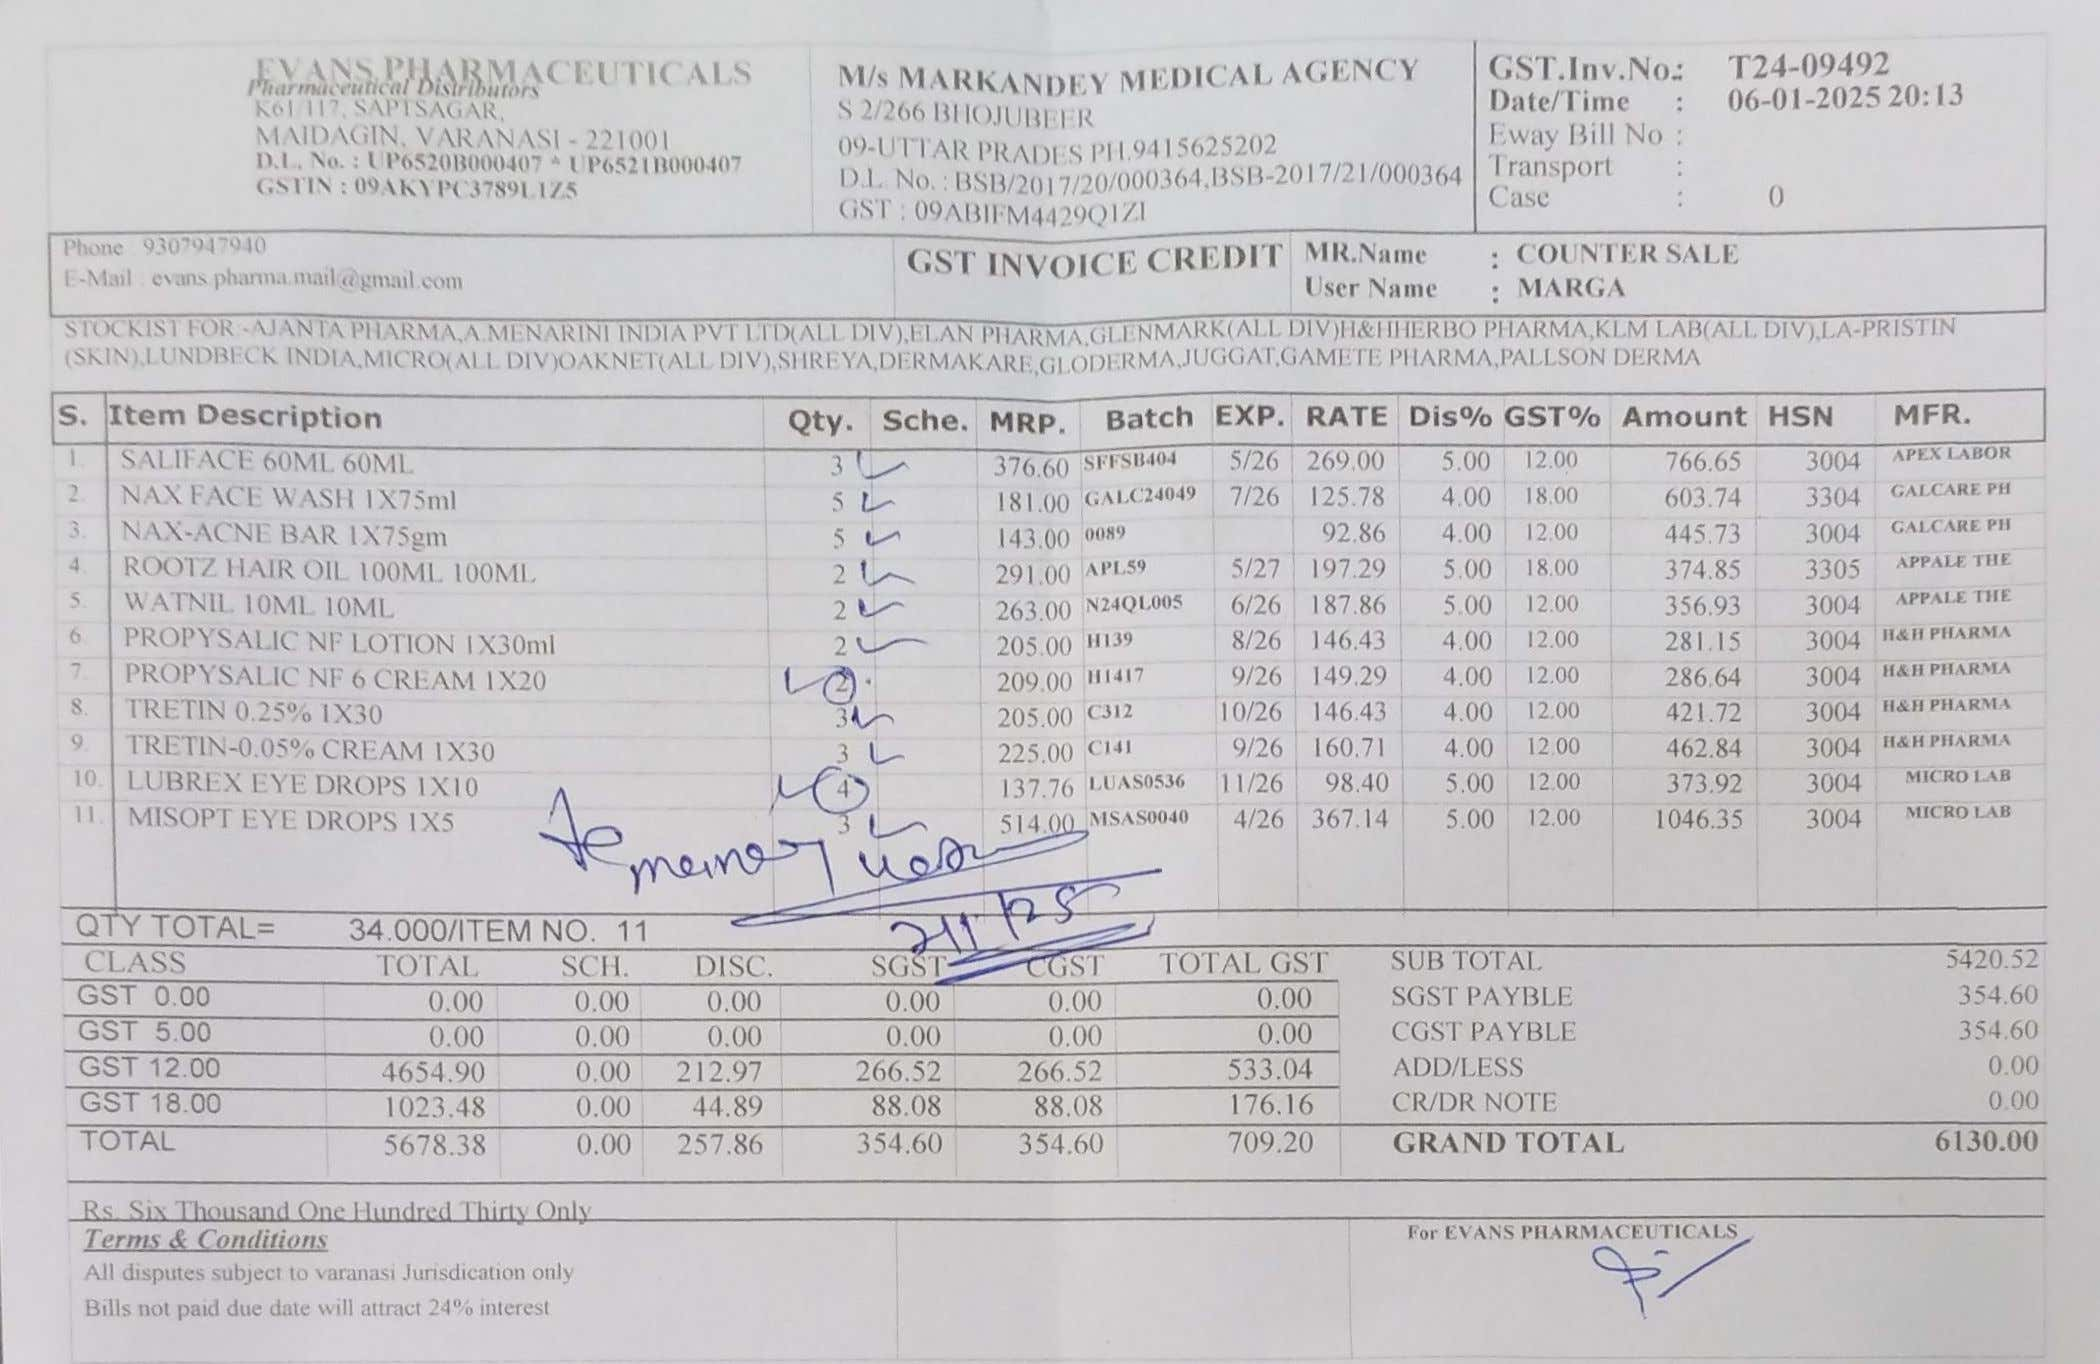 EVANS PHARMACEUTICALS
Pharmaceutical Distributors
K61/117, SAPTSAGAR,
MAIDAGIN, VARANASI - 221001
D.L. No. : UP6520B000407 * UP6521B000407
GSTIN : 09AKYPC3789L1Z5
M/s MARKANDEY MEDICAL AGENCY
S 2/266 BHOJUBEER
09-UTTAR PRADES PH.9415625202
D.L. No. : BSB/2017/20/000364,BSB-2017/21/000364
GST : 09ABIFM4429Q1ZI
GST.Inv.No.: T24-09492
Date/Time : 06-01-2025 20:13
Eway Bill No :
Transport :
Case : 0
Phone 9307947940
E-Mail : evans.pharma.mail@gmail.com
GST INVOICE CREDIT
MR.Name : COUNTER SALE
User Name : MARGA
STOCKIST FOR -AJANTA PHARMA,A.MENARINI INDIA PVT LTD(ALL DIV),ELAN PHARMA,GLENMARK(ALL DIV)H&HHERBO PHARMA,KLM LAB(ALL DIV),LA-PRISTIN
(SKIN),LUNDBECK INDIA,MICRO(ALL DIV)OAKNET(ALL DIV),SHREYA,DERMAKARE,GLODERMA,JUGGAT,GAMETE PHARMA,PALLSON DERMA
S. Item Description Qty. Sche. MRP. Batch EXP. RATE Dis% GST% Amount HSN MFR.
1. SALIFACE 60ML 60ML 3 376.60 SFFSB404 5/26 269.00 5.00 12.00 766.65 3004 APEX LABOR
2. NAX FACE WASH 1X75ml 5 181.00 GALC24049 7/26 125.78 4.00 18.00 603.74 3304 GALCARE PH
3. NAX-ACNE BAR 1X75gm 5 143.00 0089 92.86 4.00 12.00 445.73 3004 GALCARE PH
4. ROOTZ HAIR OIL 100ML 100ML 2 291.00 APL59 5/27 197.29 5.00 18.00 374.85 3305 APPALE THE
5. WATNIL 10ML 10ML 2 263.00 N24QL005 6/26 187.86 5.00 12.00 356.93 3004 APPALE THE
6. PROPYSALIC NF LOTION 1X30ml 2 205.00 H139 8/26 146.43 4.00 12.00 281.15 3004 H&H PHARMA
7. PROPYSALIC NF 6 CREAM 1X20 2 209.00 H1417 9/26 149.29 4.00 12.00 286.64 3004 H&H PHARMA
8. TRETIN 0.25% 1X30 3 205.00 C312 10/26 146.43 4.00 12.00 421.72 3004 H&H PHARMA
9. TRETIN-0.05% CREAM 1X30 3 225.00 C141 9/26 160.71 4.00 12.00 462.84 3004 H&H PHARMA
10. LUBREX EYE DROPS 1X10 4 137.76 LUAS0536 11/26 98.40 5.00 12.00 373.92 3004 MICRO LAB
11. MISOPT EYE DROPS 1X5 3 514.00 MSAS0040 4/26 367.14 5.00 12.00 1046.35 3004 MICRO LAB
QTY TOTAL= 34.000/ITEM NO. 11
CLASS TOTAL SCH. DISC. SGST CGST TOTAL GST
GST 0.00 0.00 0.00 0.00 0.00 0.00 0.00
GST 5.00 0.00 0.00 0.00 0.00 0.00 0.00
GST 12.00 4654.90 0.00 212.97 266.52 266.52 533.04
GST 18.00 1023.48 0.00 44.89 88.08 88.08 176.16
TOTAL 5678.38 0.00 257.86 354.60 354.60 709.20
SUB TOTAL 5420.52
SGST PAYBLE 354.60
CGST PAYBLE 354.60
ADD/LESS 0.00
CR/DR NOTE 0.00
GRAND TOTAL 6130.00
Rs. Six Thousand One Hundred Thirty Only
Terms & Conditions
All disputes subject to varanasi Jurisdication only
Bills not paid due date will attract 24% interest
For EVANS PHARMACEUTICALS